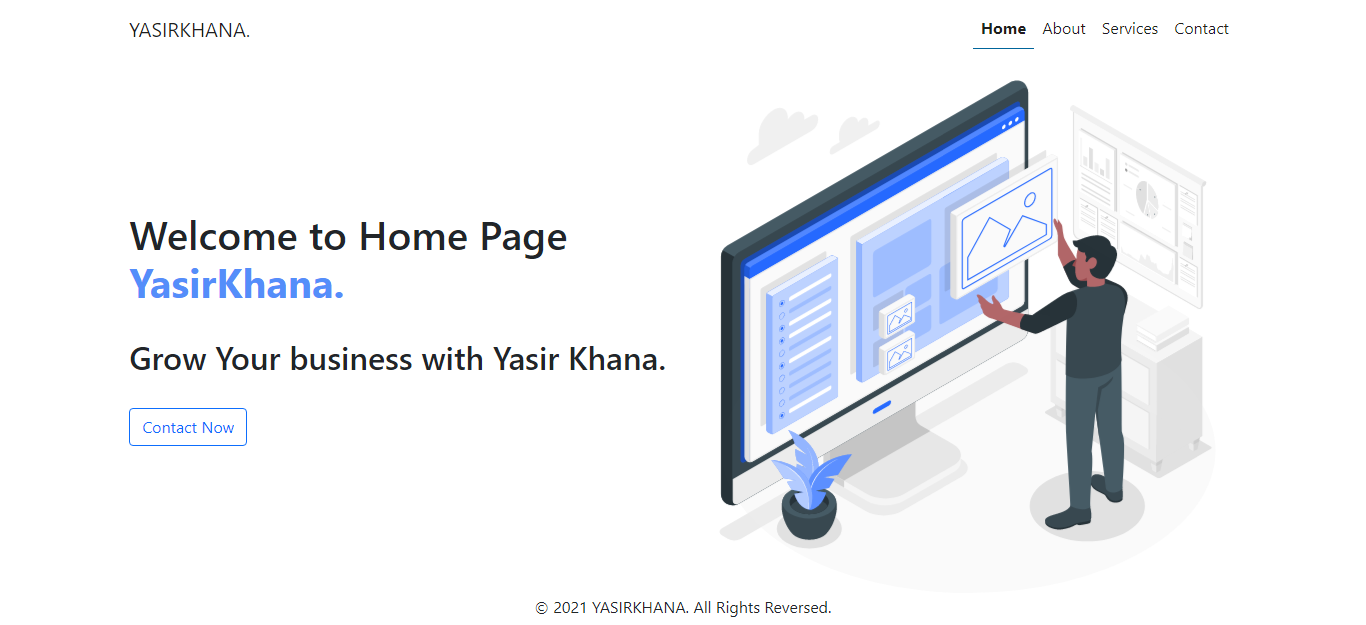 YASIRKHANA.
Home About Services Contact
Welcome to Home Page
YasirKhana.
Grow Your business with Yasir Khana.
Contact Now
© 2021 YASIRKHANA. All Rights Reversed.